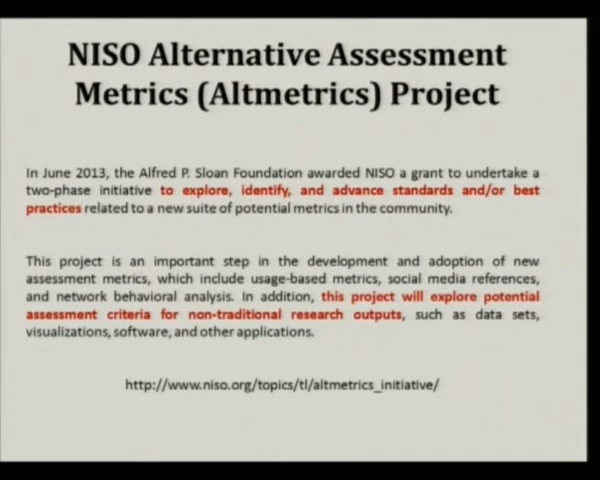 NISO Alternative Assessment
Metrics (Altmetrics) Project
In June 2013, the Alfred P. Sloan Foundation awarded NISO a grant to undertake a
two-phase initiative to explore, identify, and advance standards and/or best
practices related to a new suite of potential metrics in the community.
This project is an important step in the development and adoption of new
assessment metrics, which include usage-based metrics, social media references,
and network behavioral analysis. In addition, this project will explore potential
assessment criteria for non-traditional research outputs, such as data sets,
visualizations, software, and other applications.
http://www.niso.org/topics/tl/altmetrics_initiative/